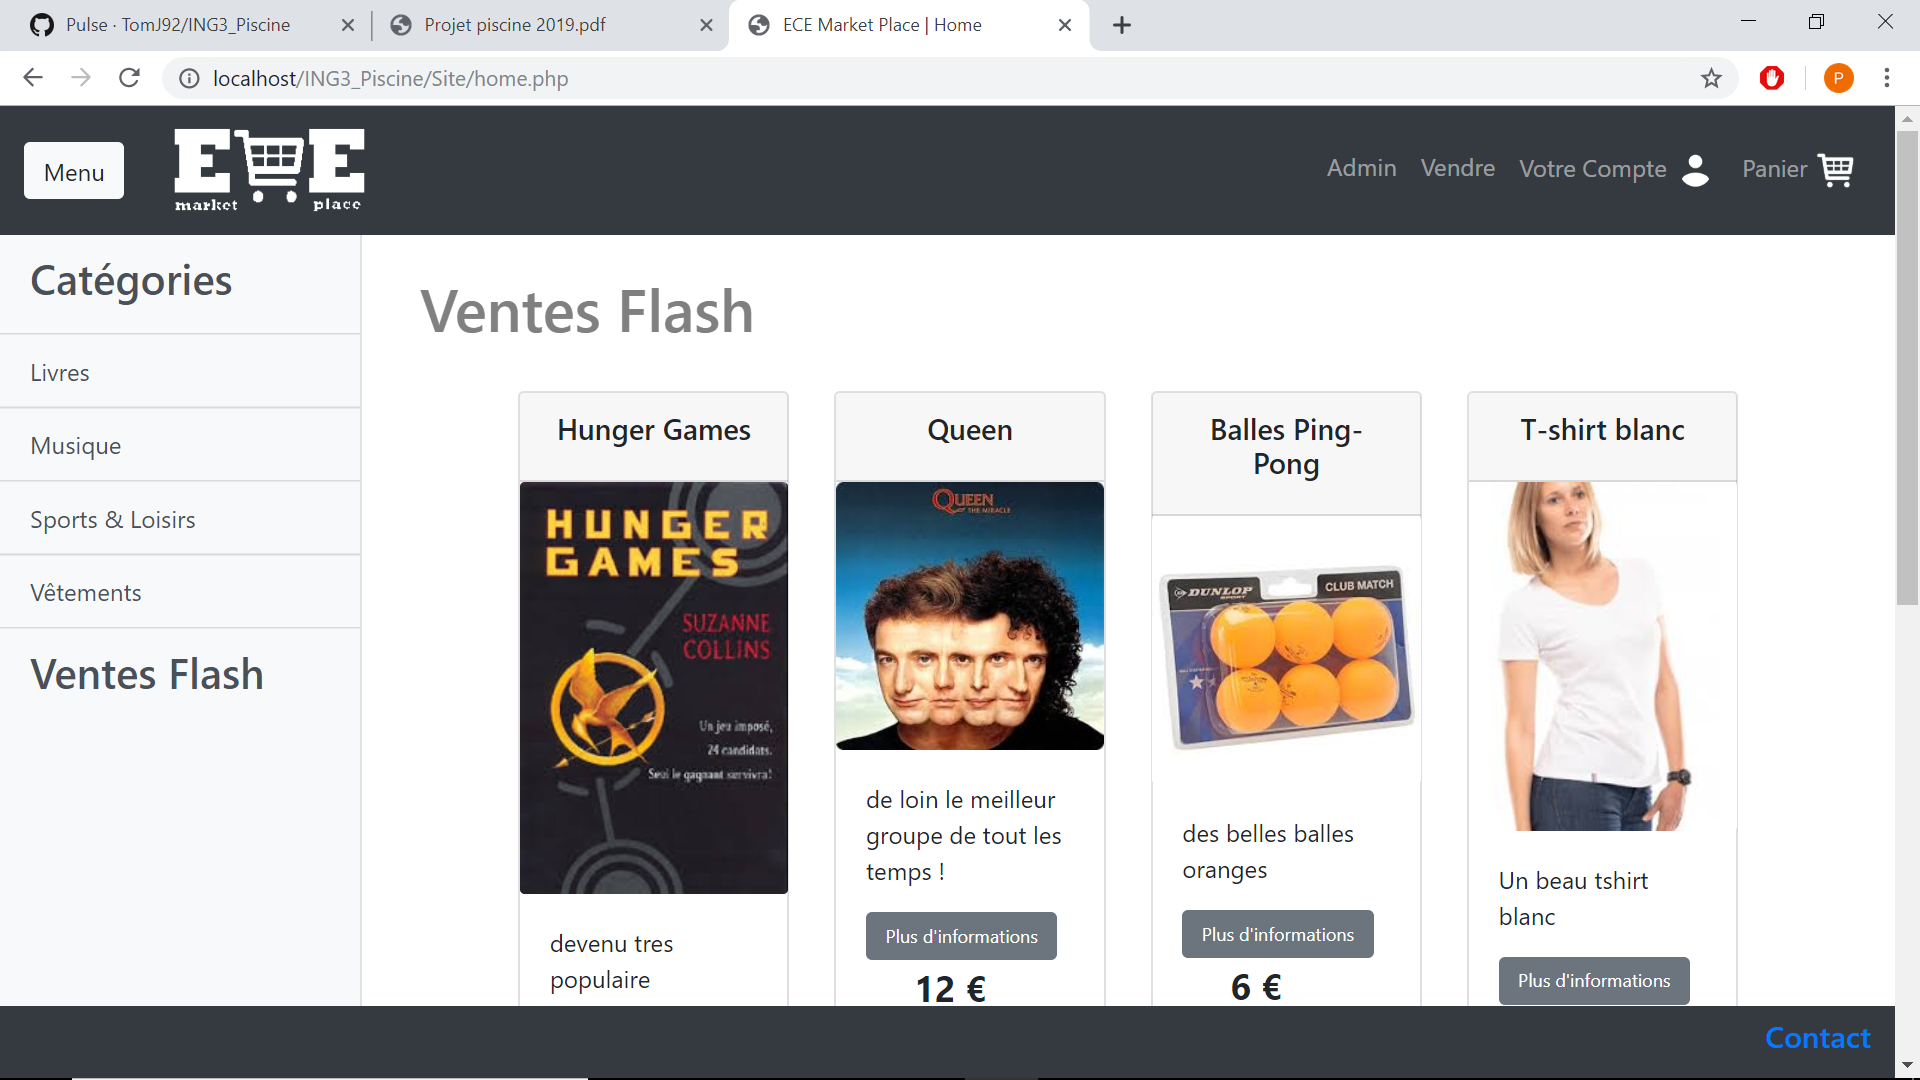 Pulse · TomJ92/ING3_Piscine
Projet piscine 2019.pdf
ECE Market Place | Home
localhost/ING3_Piscine/Site/home.php
P
Menu
E E
market place
Admin
Vendre
Votre Compte
Panier
Catégories
Livres
Musique
Sports & Loisirs
Vêtements
Ventes Flash
Ventes Flash
Hunger Games
HUNGER
GAMES
SUZANNE
COLLINS
Un jeu imposé,
24 candidats.
Seul le gagnant survivra!
devenu tres
populaire
Queen
QUEEN
THE MIRACLE
de loin le meilleur
groupe de tout les
temps !
Plus d'informations
12 €
Balles Ping-
Pong
DUNLOP
SPORT
CLUB MATCH
des belles balles
oranges
Plus d'informations
6 €
T-shirt blanc
Un beau tshirt
blanc
Plus d'informations
Contact